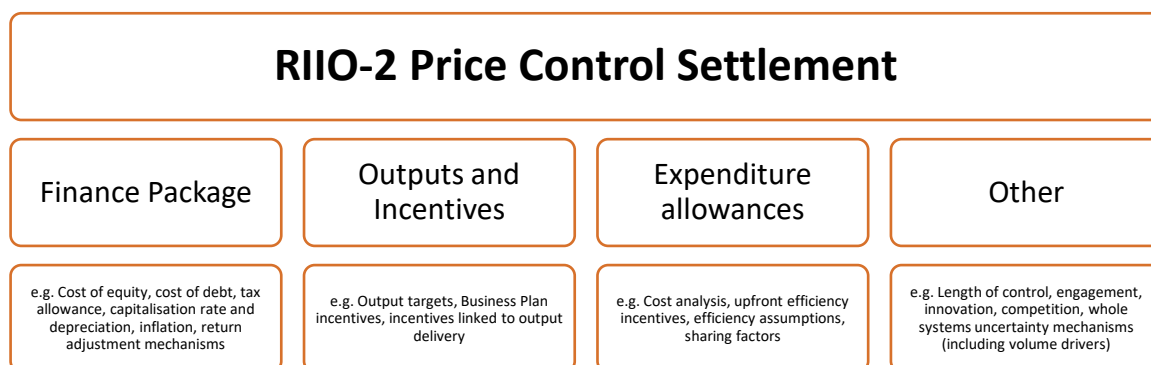 RIIO-2 Price Control Settlement
Finance Package
Outputs and
Incentives
Expenditure
allowances
Other
e.g. Cost of equity, cost of debt, tax
allowance, capitalisation rate and
depreciation, inflation, return
adjustment mechanisms
e.g. Output targets, Business Plan
incentives, incentives linked to output
delivery
e.g. Cost analysis, upfront efficiency
incentives, efficiency assumptions,
sharing factors
e.g. Length of control, engagement,
innovation, competition, whole
systems uncertainty mechanisms
(including volume drivers)